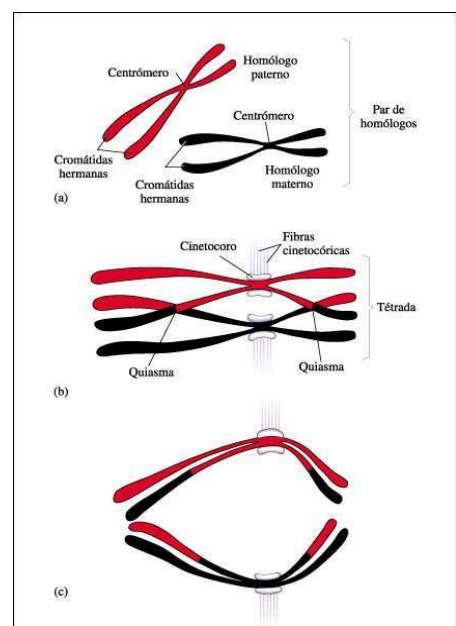 Centrómero
Homólogo
paterno
Centrómero
Par de
homólogos
Cromátidas
hermanas
Cromátidas
hermanas
Homólogo
materno
(a)
Cinetocoro
Fibras
cinetocóricas
Tétrada
Quiasma
Quiasma
(b)
(c)